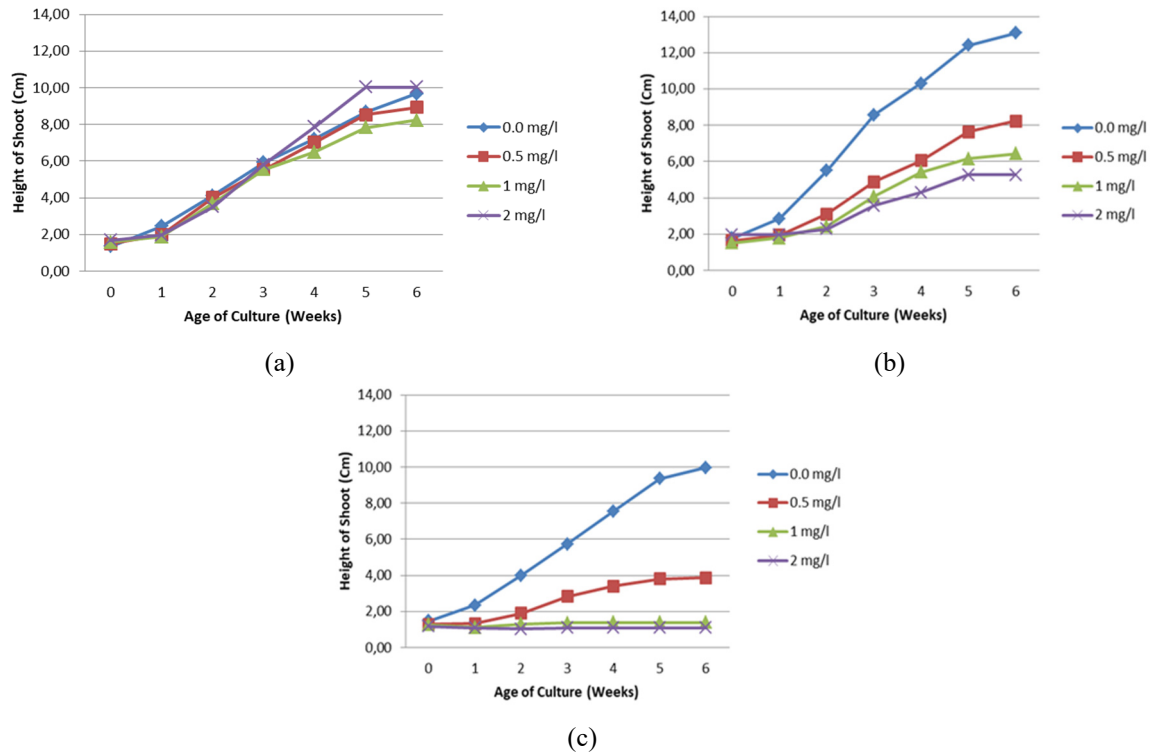 14,00
12,00
10,00
8,00
6,00
4,00
2,00
0,00
Height of Shoot (Cm)
0 1 2 3 4 5 6
Age of Culture (Weeks)
0.0 mg/l
0.5 mg/l
1 mg/l
2 mg/l
(a)
14,00
12,00
10,00
8,00
6,00
4,00
2,00
0,00
Height of Shoot (Cm)
0 1 2 3 4 5 6
Age of Culture (Weeks)
0.0 mg/l
0.5 mg/l
1 mg/l
2 mg/l
(b)
14,00
12,00
10,00
8,00
6,00
4,00
2,00
0,00
Height of Shoot (Cm)
0 1 2 3 4 5 6
Age of Culture (Weeks)
0.0 mg/l
0.5 mg/l
1 mg/l
2 mg/l
(c)